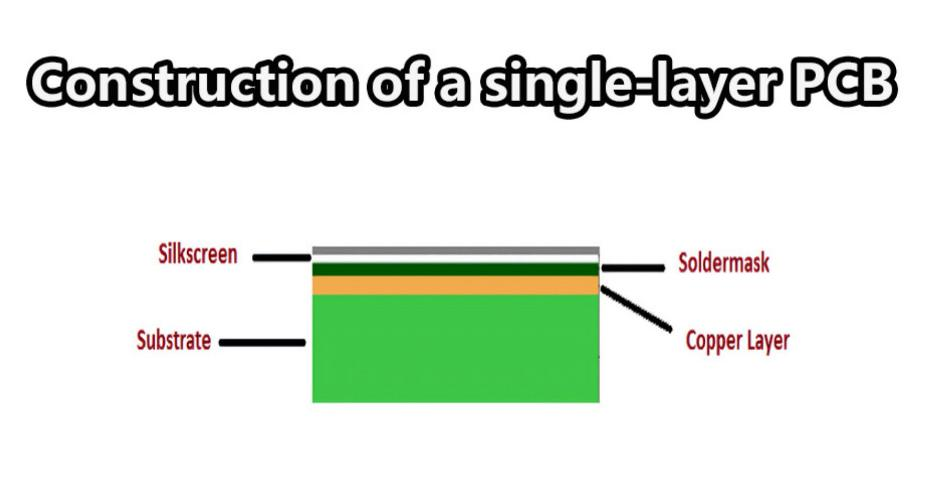 Construction of a single-layer PCB
Silkscreen
Soldermask
Substrate
Copper Layer